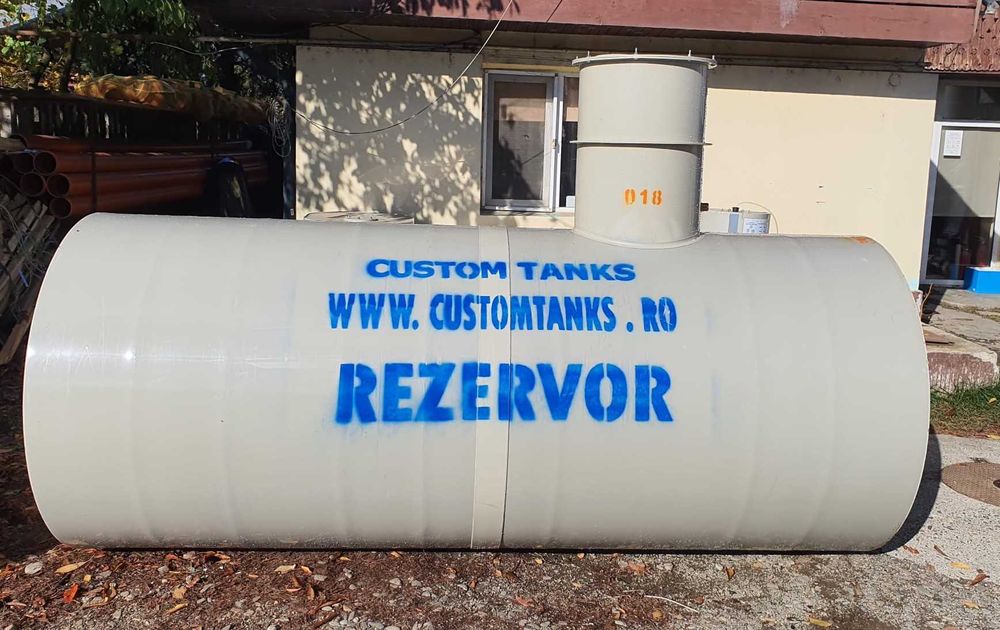 018
CUSTOM TANKS
WWW.CUSTOMTANKS.RO
REZERVOR